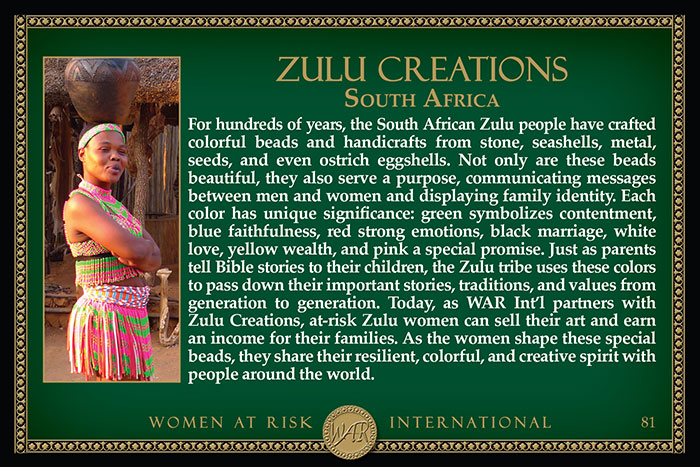 ZULU CREATIONS
SOUTH AFRICA
For hundreds of years, the South African Zulu people have crafted
colorful beads and handicrafts from stone, seashells, metal,
seeds, and even ostrich eggshells. Not only are these beads
beautiful, they also serve a purpose, communicating messages
between men and women and displaying family identity. Each
color has unique significance: green symbolizes contentment,
blue faithfulness, red strong emotions, black marriage, white
love, yellow wealth, and pink a special promise. Just as parents
tell Bible stories to their children, the Zulu tribe uses these colors
to pass down their important stories, traditions, and values from
generation to generation. Today, as WAR Int'l partners with
Zulu Creations, at-risk Zulu women can sell their art and earn
an income for their families. As the women shape these special
beads, they share their resilient, colorful, and creative spirit with
people around the world.
WOMEN AT RISK WAR INTERNATIONAL 81